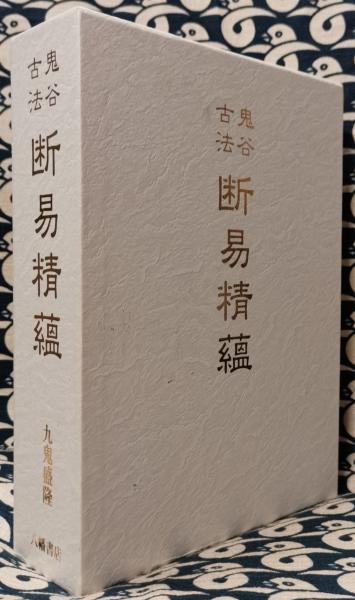 鬼谷
古法
断易精蘊
九鬼盛隆
八幡書店
鬼谷
古法
断易精蘊